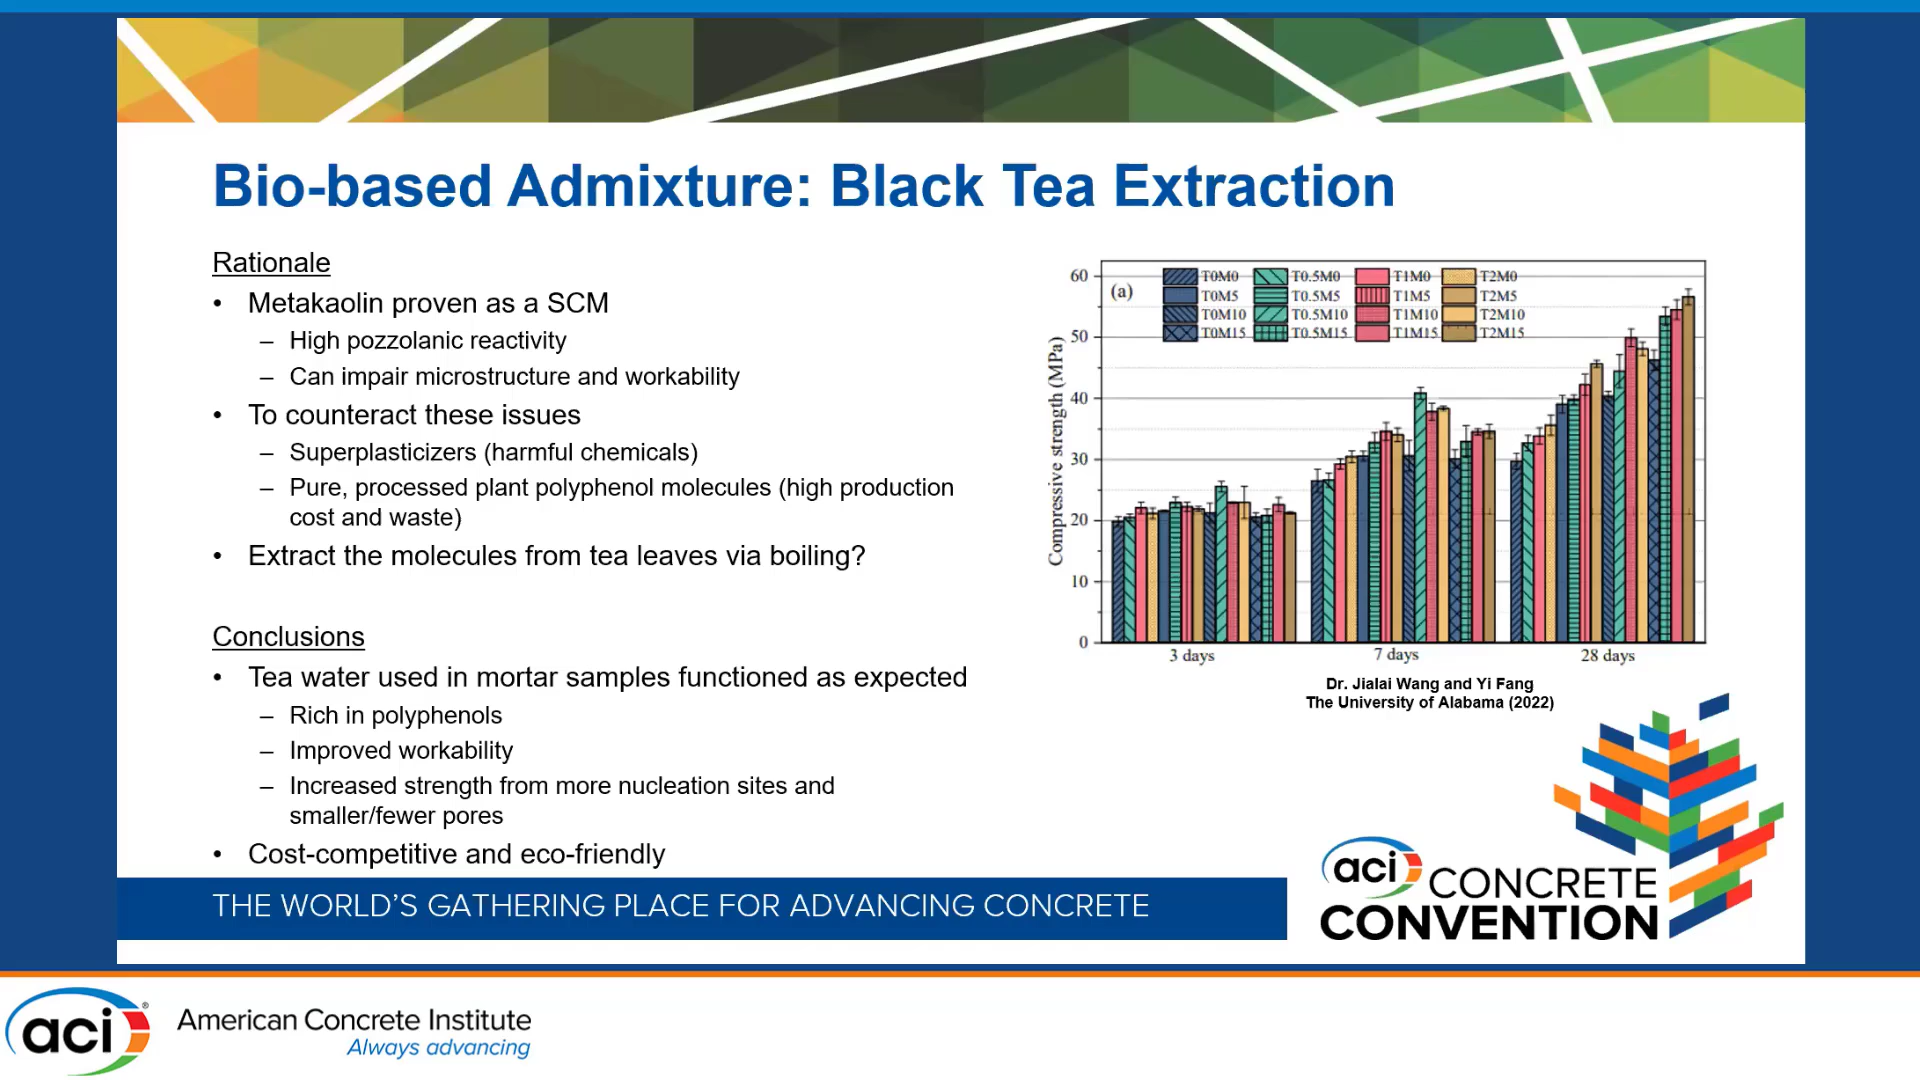 Bio-based Admixture: Black Tea Extraction
Rationale
• Metakaolin proven as a SCM
– High pozzolanic reactivity
– Can impair microstructure and workability
• To counteract these issues
– Superplasticizers (harmful chemicals)
– Pure, processed plant polyphenol molecules (high production
cost and waste)
• Extract the molecules from tea leaves via boiling?
Conclusions
• Tea water used in mortar samples functioned as expected
– Rich in polyphenols
– Improved workability
– Increased strength from more nucleation sites and
smaller/fewer pores
• Cost-competitive and eco-friendly
(a)
T0M0 T0.5M0 T1M0 T2M0
T0M5 T0.5M5 T1M5 T2M5
T0M10 T0.5M10 T1M10 T2M10
T0M15 T0.5M15 T1M15 T2M15
Compressive strength (MPa)
60
50
40
30
20
10
0
3 days 7 days 28 days
Dr. Jialai Wang and Yi Fang
The University of Alabama (2022)
THE WORLD'S GATHERING PLACE FOR ADVANCING CONCRETE
aci CONCRETE
CONVENTION
aci ® American Concrete Institute
Always advancing